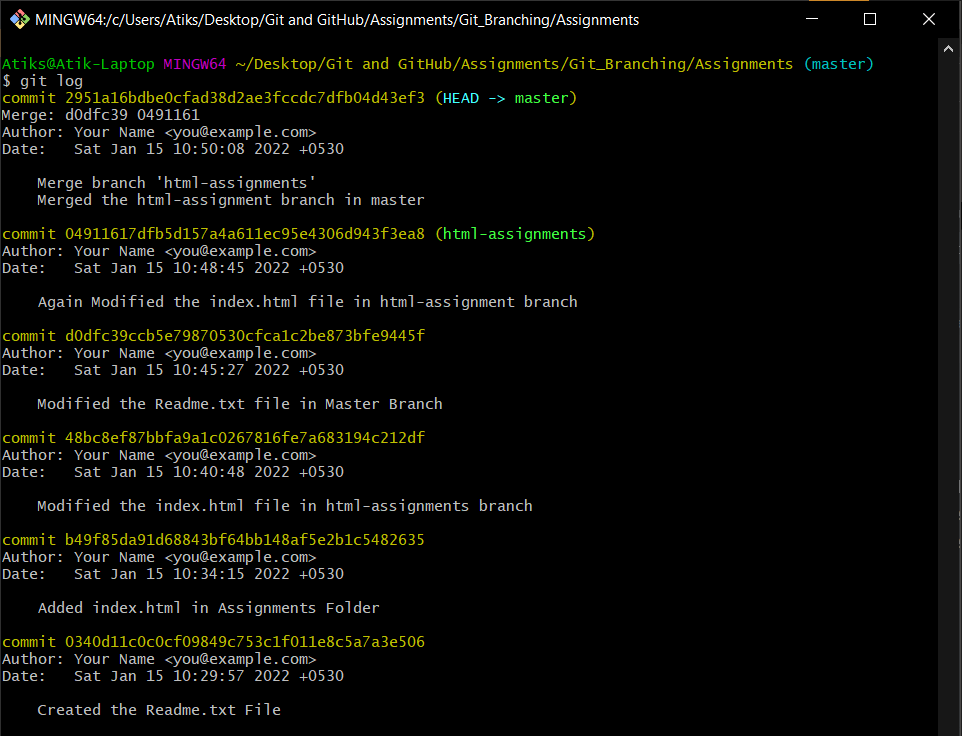 MINGW64:/c/Users/Atiks/Desktop/Git and GitHub/Assignments/Git_Branching/Assignments
Atiks@Atik-Laptop MINGW64 ~/Desktop/Git and GitHub/Assignments/Git_Branching/Assignments (master)
$ git log
commit 2951a16bdbe0cfad38d2ae3fccdc7dfb04d43ef3 (HEAD -> master)
Merge: d0dfc39 0491161
Author: Your Name <you@example.com>
Date:   Sat Jan 15 10:50:08 2022 +0530
Merge branch 'html-assignments'
Merged the html-assignment branch in master
commit 04911617dfb5d157a4a611ec95e4306d943f3ea8 (html-assignments)
Author: Your Name <you@example.com>
Date:   Sat Jan 15 10:48:45 2022 +0530
Again Modified the index.html file in html-assignment branch
commit d0dfc39ccb5e79870530cfca1c2be873bfe9445f
Author: Your Name <you@example.com>
Date:   Sat Jan 15 10:45:27 2022 +0530
Modified the Readme.txt file in Master Branch
commit 48bc8ef87bbfa9a1c0267816fe7a683194c212df
Author: Your Name <you@example.com>
Date:   Sat Jan 15 10:40:48 2022 +0530
Modified the index.html file in html-assignments branch
commit b49f85da91d68843bf64bb148af5e2b1c5482635
Author: Your Name <you@example.com>
Date:   Sat Jan 15 10:34:15 2022 +0530
Added index.html in Assignments Folder
commit 0340d11c0c0cf09849c753c1f011e8c5a7a3e506
Author: Your Name <you@example.com>
Date:   Sat Jan 15 10:29:57 2022 +0530
Created the Readme.txt File